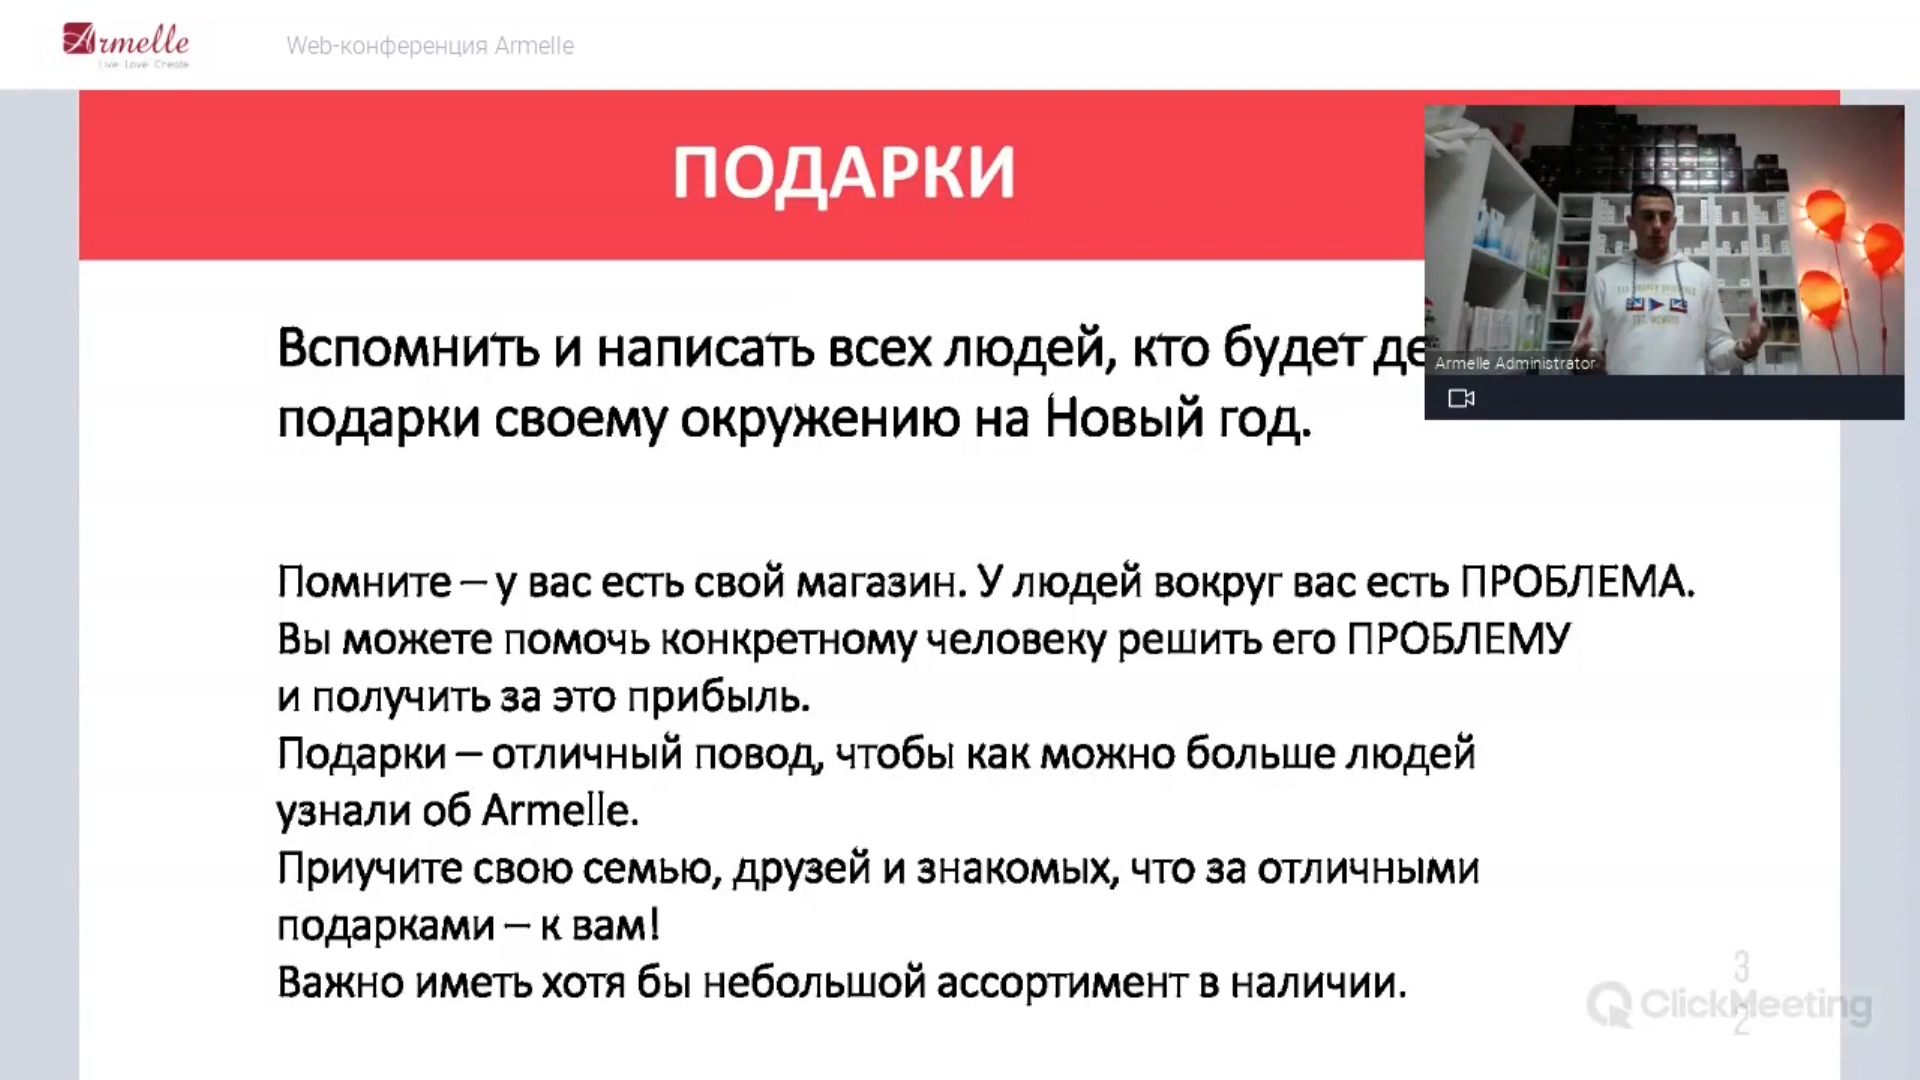 Armelle
Live Love Create
Web-конференция Armelle
ПОДАРКИ
Вспомнить и написать всех людей, кто будет де
подарки своему окружению на Новый год.
Armelle Administrator
Помните – у вас есть свой магазин. У людей вокруг вас есть ПРОБЛЕМА.
Вы можете помочь конкретному человеку решить его ПРОБЛЕМУ
и получить за это прибыль.
Подарки – отличный повод, чтобы как можно больше людей
узнали об Armelle.
Приучите свою семью, друзей и знакомых, что за отличными
подарками – к вам!
Важно иметь хотя бы небольшой ассортимент в наличии.
3
2
ClickMeeting